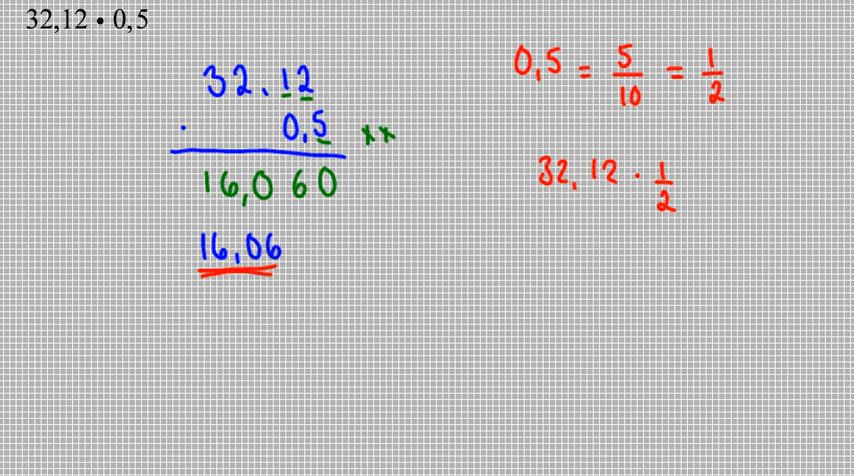 32,12 • 0,5
32.12
· 0,5 xx
16,060
16,06
0,5 = 5/10 = 1/2
32,12 · 1/2